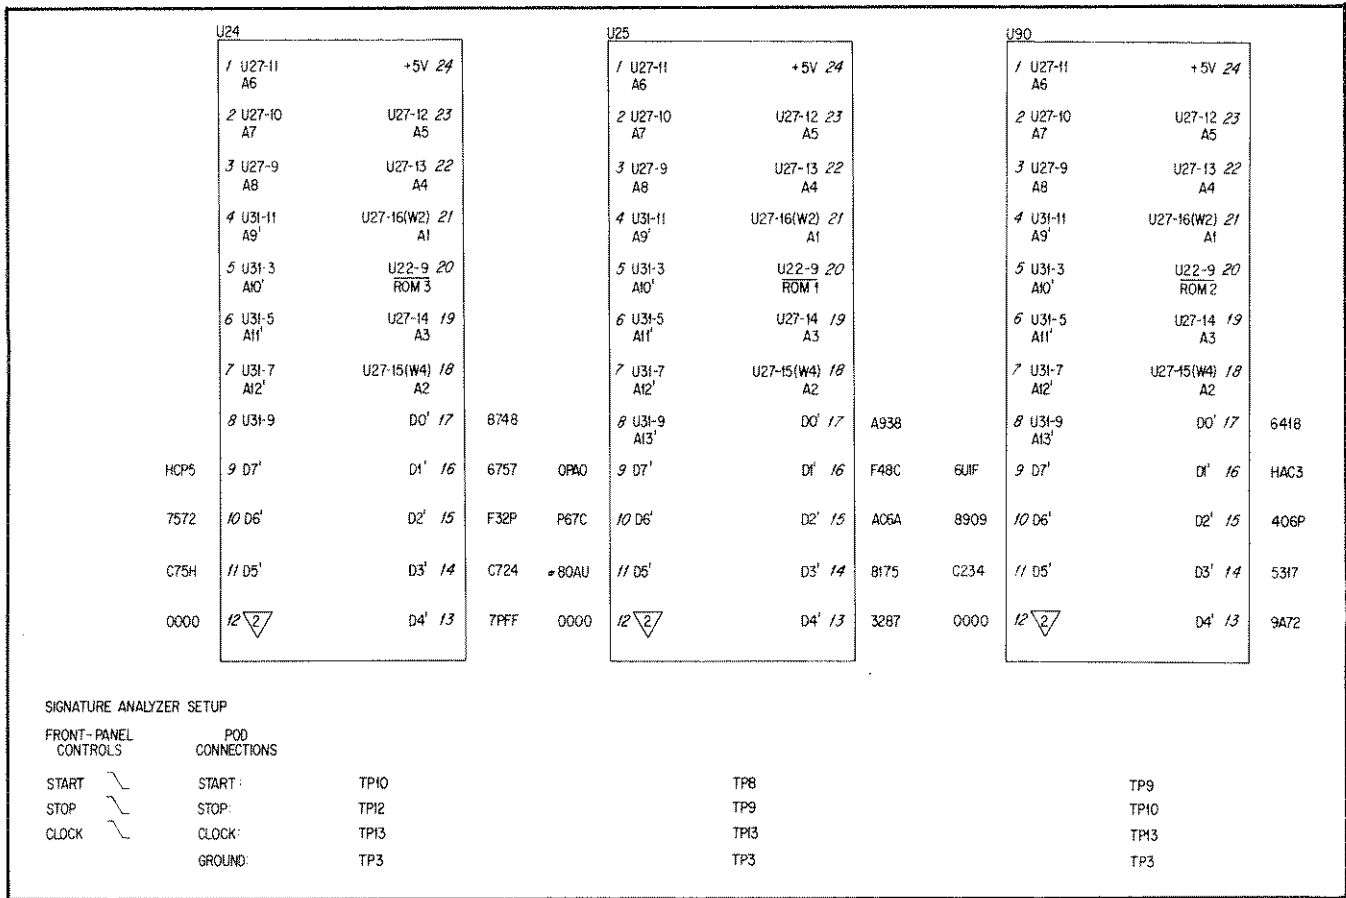 U24 U25 U90
1 U27-11 +5V 24 1 U27-11 +5V 24 1 U27-11 +5V 24
A6 A6 A6
2 U27-10 U27-12 23 2 U27-10 U27-12 23 2 U27-10 U27-12 23
A7 A5 A7 A5 A7 A5
3 U27-9 U27-13 22 3 U27-9 U27-13 22 3 U27-9 U27-13 22
A8 A4 A8 A4 A8 A4
4 U31-11 U27-16(W2) 21 4 U31-11 U27-16(W2) 21 4 U31-11 U27-16(W2) 21
A9' A1 A9' A1 A9' A1
5 U31-3 U22-9 20 5 U31-3 U22-9 20 5 U31-3 U22-9 20
A10' ROM 3 A10' ROM 1 A10' ROM 2
6 U31-5 U27-14 19 6 U31-5 U27-14 19 6 U31-5 U27-14 19
A11' A3 A11' A3 A11' A3
7 U31-7 U27-15(W4) 18 7 U31-7 U27-15(W4) 18 7 U31-7 U27-15(W4) 18
A12' A2 A12' A2 A12' A2
8 U31-9 D0' 17 8748 8 U31-9 D0' 17 A938 8 U31-9 D0' 17 6418
A13' A13'
HCP5 9 D7' D1' 16 6757 0PA0 9 D7' D1' 16 F48C 6U1F 9 D7' D1' 16 HAC3
7572 10 D6' D2' 15 F32P P67C 10 D6' D2' 15 AC6A 8909 10 D6' D2' 15 406P
C75H 11 D5' D3' 14 C724 80AU 11 D5' D3' 14 8175 C234 11 D5' D3' 14 5317
0000 12 2 D4' 13 7PFF 0000 12 2 D4' 13 3287 0000 12 2 D4' 13 9A72
SIGNATURE ANALYZER SETUP
FRONT-PANEL POD
CONTROLS CONNECTIONS
START START: TP10 TP8 TP9
STOP STOP: TP12 TP9 TP10
CLOCK CLOCK: TP13 TP13 TP13
GROUND: TP3 TP3 TP3